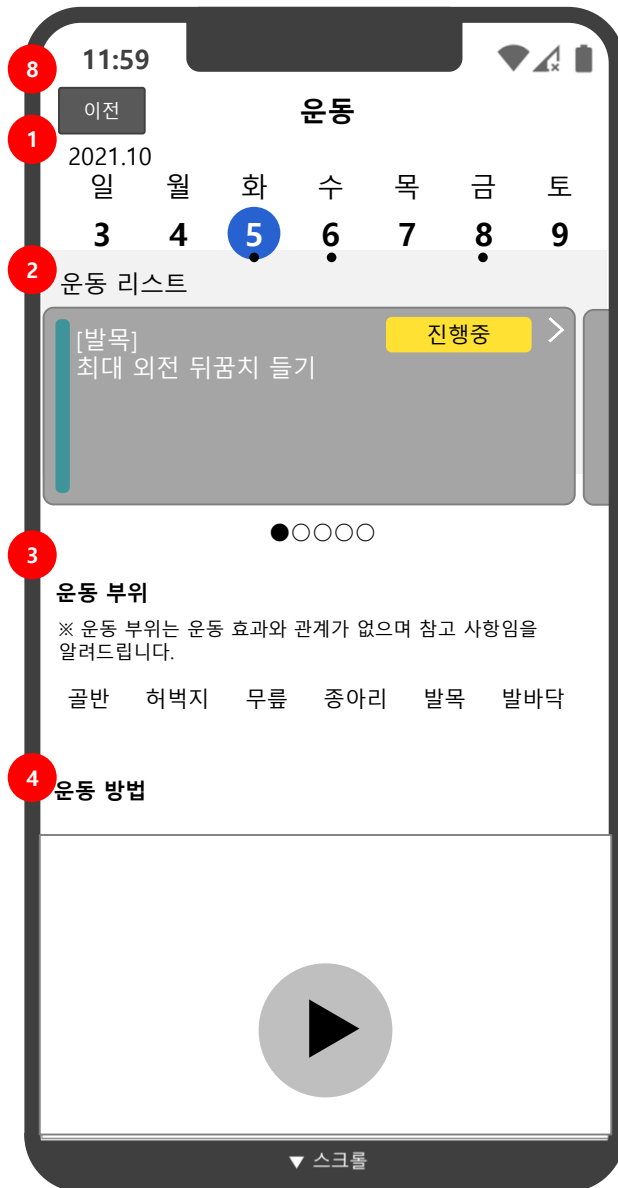 8
11:59
이전
운동
1
2021.10
일 월 화 수 목 금 토
3 4 5 6 7 8 9
2
운동 리스트
[발목]
진행중
최대 외전 뒤꿈치 들기
3
운동 부위
※ 운동 부위는 운동 효과와 관계가 없으며 참고 사항임을
알려드립니다.
골반 허벅지 무릎 종아리 발목 발바닥
4
운동 방법
▼ 스크롤